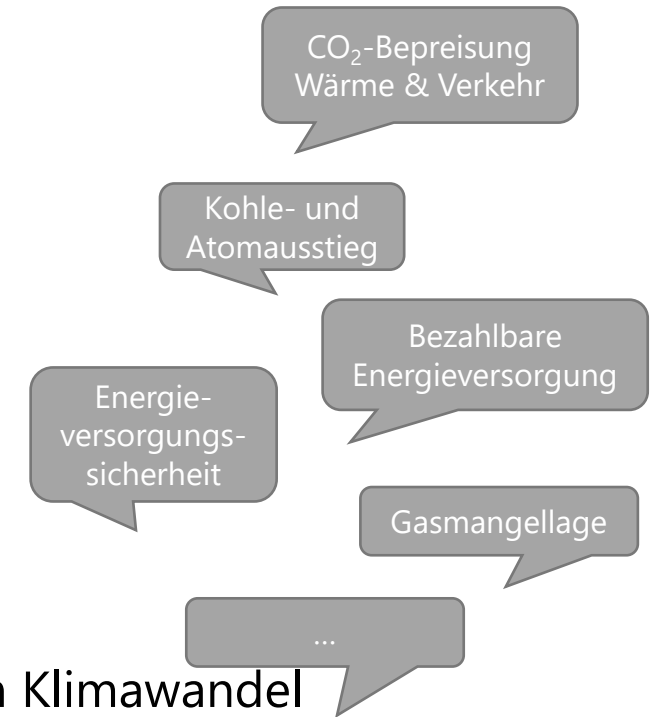 CO₂-Bepreisung
Wärme & Verkehr
Kohle- und
Atomausstieg
Bezahlbare
Energieversorgung
Energie-
versorgungs-
sicherheit
Gasmangellage
...
Klimawandel